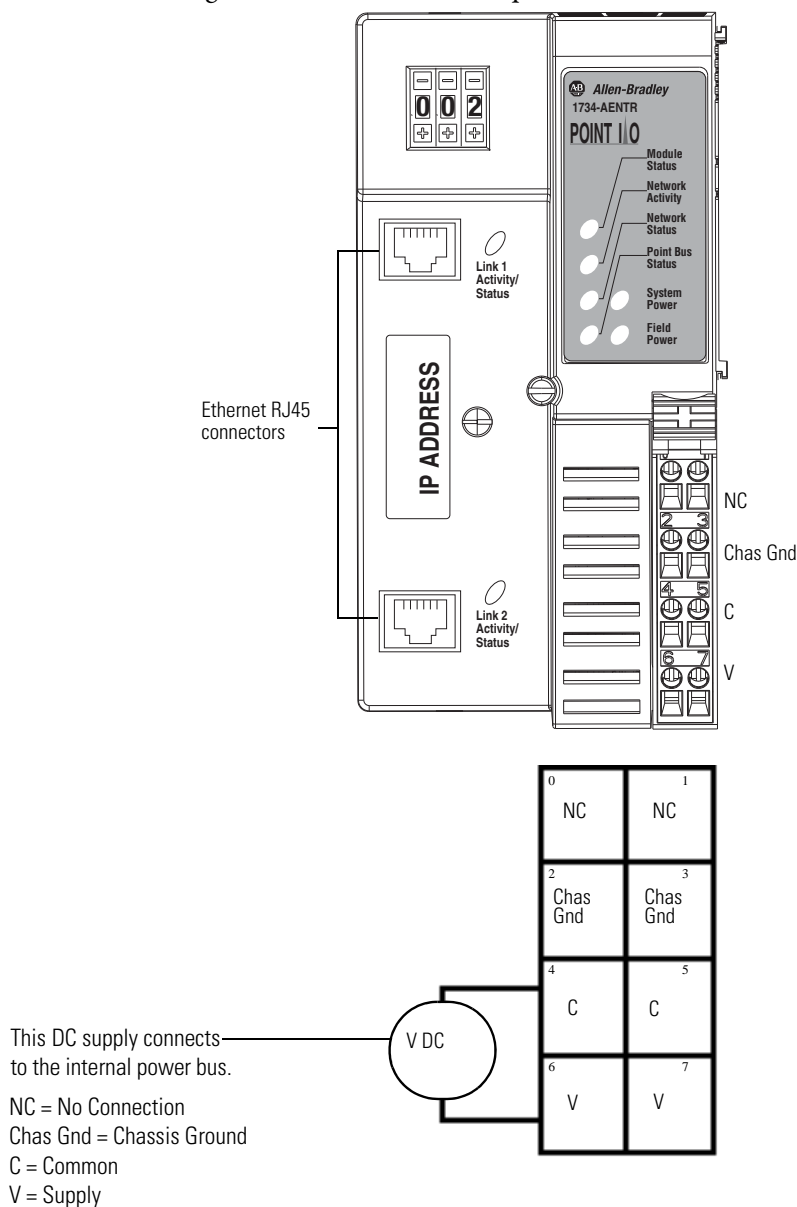 0 0 2
A·B Allen-Bradley
1734-AENTR
POINT I/O
Module
Status
Network
Activity
Network
Status
Point Bus
Status
System
Power
Field
Power
Link 1
Activity/
Status
Ethernet RJ45
connectors
IP ADDRESS
NC
2 3
Chas Gnd
4 5
C
6 7
V
Link 2
Activity/
Status
0 1
NC NC
2 3
Chas Chas
Gnd Gnd
4 5
C C
6 7
V V
V DC
This DC supply connects
to the internal power bus.
NC = No Connection
Chas Gnd = Chassis Ground
C = Common
V = Supply